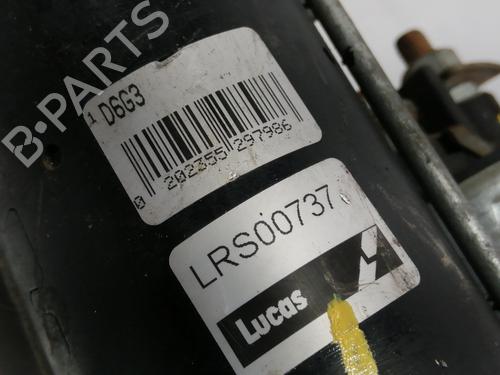 1 D6G3
0 202355 297986
LRS00737
Lucas
B-PARTS